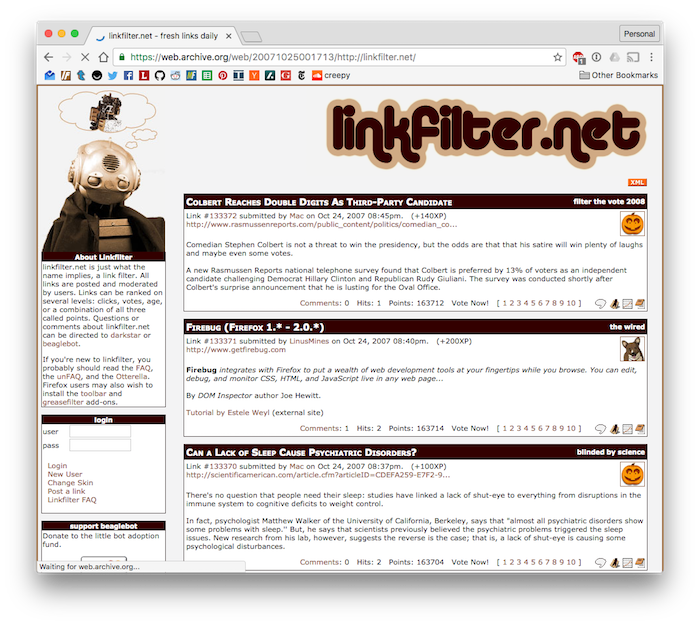 linkfilter.net - fresh links daily
Personal
https://web.archive.org/web/20071025001713/http://linkfilter.net/
creepy
Other Bookmarks
linkfilter.net
XML
About Linkfilter
linkfilter.net is just what the
name implies, a link filter. All
links are posted and moderated
by users. Links can be ranked on
several levels: clicks, votes, age,
or a combination of all three
called points. Questions or
comments about linkfilter.net
can be directed to darkstar or
beaglebot.
If you're new to linkfilter, you
probably should read the FAQ,
the unFAQ, and the Otterella.
Firefox users may also wish to
install the toolbar and
greasefilter add-ons.
login
user
pass
Login
New User
Change Skin
Post a link
Linkfilter FAQ
support beaglebot
Donate to the little bot adoption
fund.
Waiting for web.archive.org...
Colbert Reaches Double Digits As Third-Party Candidate filter the vote 2008
Link #133372 submitted by Mac on Oct 24, 2007 08:45pm. (+140XP)
http://www.rasmussenreports.com/public_content/politics/comedian_co...
Comedian Stephen Colbert is not a threat to win the presidency, but the odds are that that his satire will win plenty of laughs
and maybe even some votes.
A new Rasmussen Reports national telephone survey found that Colbert is preferred by 13% of voters as an independent
candidate challenging Democrat Hillary Clinton and Republican Rudy Giuliani. The survey was conducted shortly after
Colbert's surprise announcement that he is lusting for the Oval Office.
Comments: 0 Hits: 1 Points: 163712 Vote Now! [ 1 2 3 4 5 6 7 8 9 10 ]
Firebug (Firefox 1.* - 2.0.*) the wired
Link #133371 submitted by LinusMines on Oct 24, 2007 08:40pm. (+200XP)
http://www.getfirebug.com
Firebug integrates with Firefox to put a wealth of web development tools at your fingertips while you browse. You can edit,
debug, and monitor CSS, HTML, and JavaScript live in any web page...
By DOM Inspector author Joe Hewitt.
Tutorial by Estele Weyl (external site)
Comments: 1 Hits: 2 Points: 163714 Vote Now! [ 1 2 3 4 5 6 7 8 9 10 ]
Can a Lack of Sleep Cause Psychiatric Disorders? blinded by science
Link #133370 submitted by Mac on Oct 24, 2007 08:37pm. (+100XP)
http://scientificamerican.com/article.cfm?articleID=CDEFA259-E7F2-9...
There's no question that people need their sleep: studies have linked a lack of shut-eye to everything from disruptions in the
immune system to cognitive deficits to weight control.
In fact, psychologist Matthew Walker of the University of California, Berkeley, says that "almost all psychiatric disorders show
some problems with sleep." But, he says that scientists previously believed the psychiatric problems triggered the sleep
issues. New research from his lab, however, suggests the reverse is the case; that is, a lack of shut-eye is causing some
psychological disturbances.
Comments: 0 Hits: 2 Points: 163704 Vote Now! [ 1 2 3 4 5 6 7 8 9 10 ]